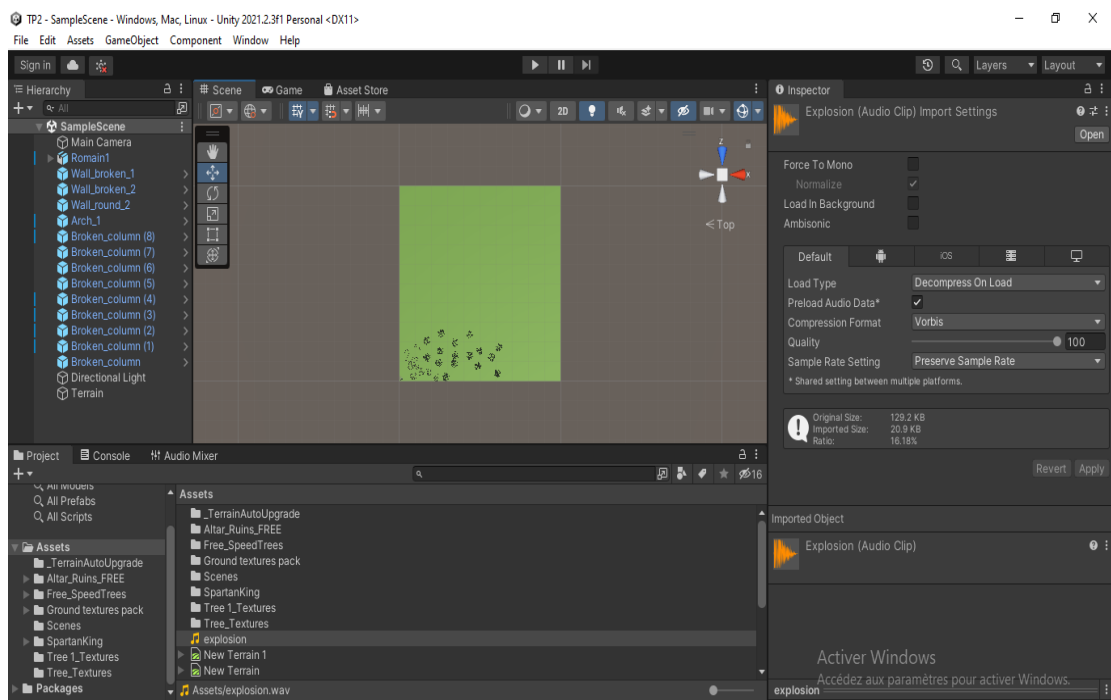 TP2 - SampleScene - Windows, Mac, Linux - Unity 2021.2.3f1 Personal <DX11>
File Edit Assets GameObject Component Window Help
Sign in
Layers
Layout
Hierarchy
All
SampleScene
Main Camera
Romain1
Wall_broken_1
Wall_broken_2
Wall_round_2
Arch_1
Broken_column (8)
Broken_column (7)
Broken_column (6)
Broken_column (5)
Broken_column (4)
Broken_column (3)
Broken_column (2)
Broken_column (1)
Broken_column
Directional Light
Terrain
Scene Game Asset Store
2D
z
x
Top
Inspector
Explosion (Audio Clip) Import Settings
Open
Force To Mono
Normalize
Load In Background
Ambisonic
Default
iOS
Load Type Decompress On Load
Preload Audio Data*
Compression Format Vorbis
Quality 100
Sample Rate Setting Preserve Sample Rate
* Shared setting between multiple platforms.
Original Size: 129.2 KB
Imported Size: 20.9 KB
Ratio: 16.18%
Revert Apply
Imported Object
Explosion (Audio Clip)
Activer Windows
Accédez aux paramètres pour activer Windows.
explosion
Project Console Audio Mixer
16
All Models
All Prefabs
All Scripts
Assets
_TerrainAutoUpgrade
Altar_Ruins_FREE
Free_SpeedTrees
Ground textures pack
Scenes
SpartanKing
Tree 1_Textures
Tree_Textures
Packages
Assets
_TerrainAutoUpgrade
Altar_Ruins_FREE
Free_SpeedTrees
Ground textures pack
Scenes
SpartanKing
Tree 1_Textures
Tree_Textures
explosion
New Terrain 1
New Terrain
Assets/explosion.wav